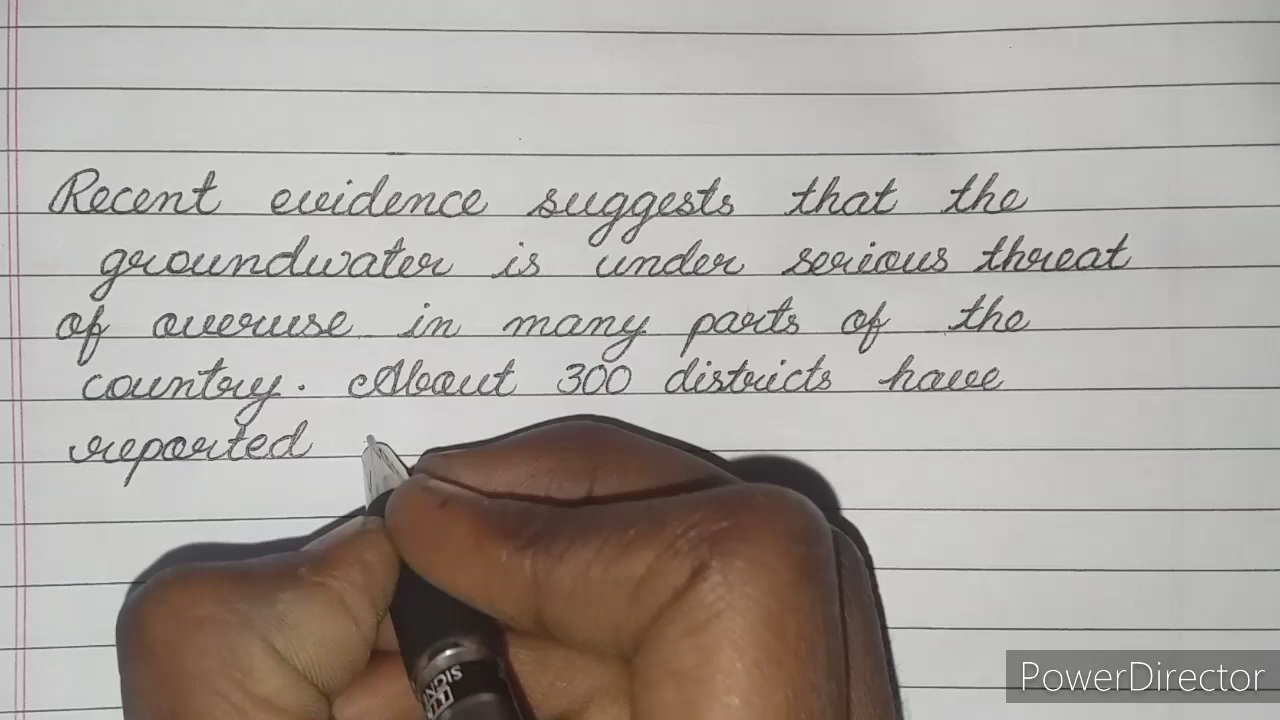 Recent evidence suggests that the
groundwater is under serious threat
of overuse in many parts of the
country. About 300 districts have
reported
SIGN
PowerDirector